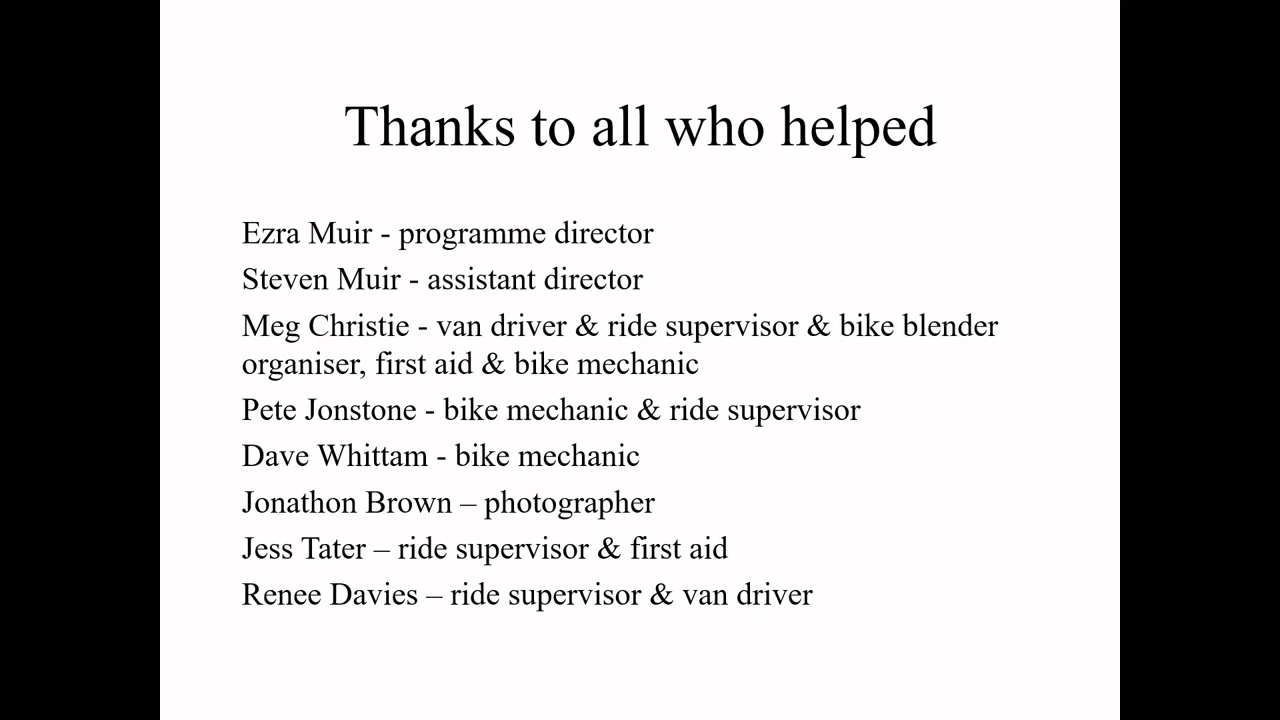 Thanks to all who helped
Ezra Muir - programme director
Steven Muir - assistant director
Meg Christie - van driver & ride supervisor & bike blender
organiser, first aid & bike mechanic
Pete Jonstone - bike mechanic & ride supervisor
Dave Whittam - bike mechanic
Jonathon Brown – photographer
Jess Tater – ride supervisor & first aid
Renee Davies – ride supervisor & van driver